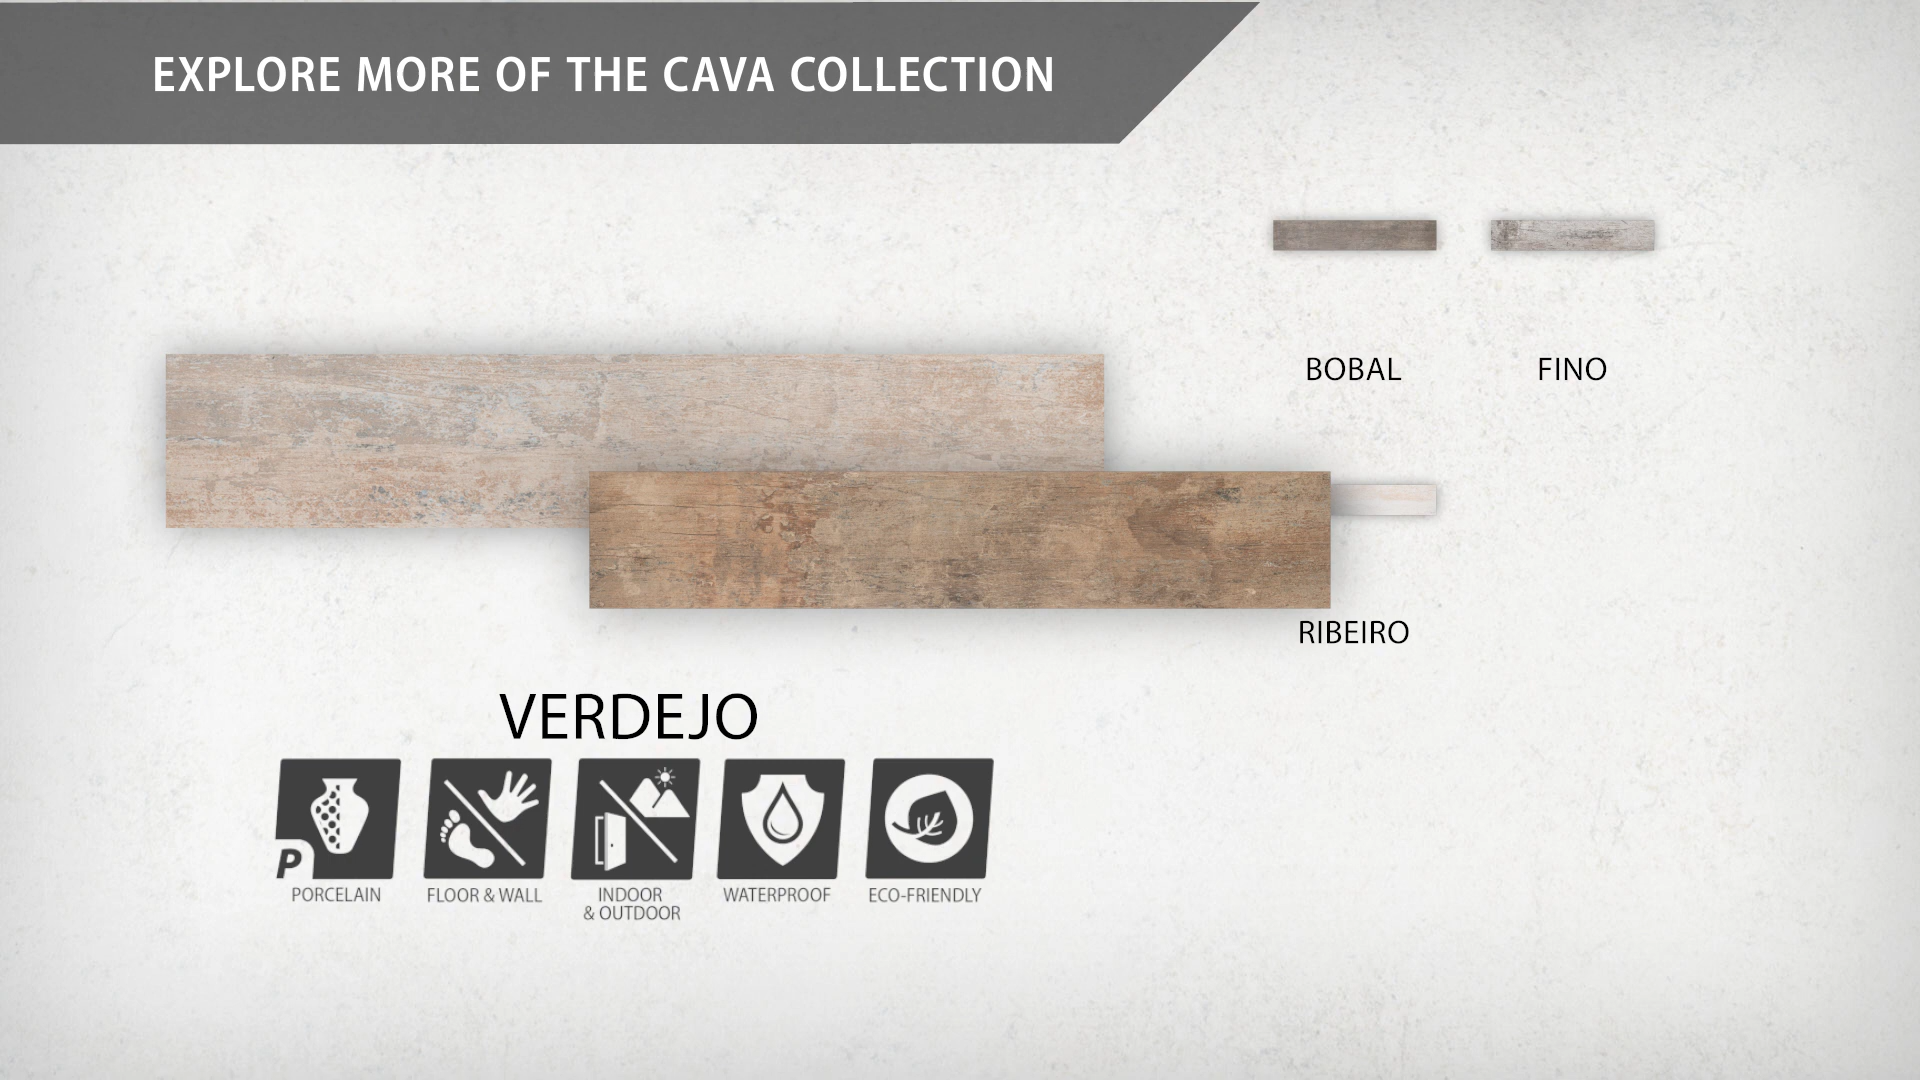 EXPLORE MORE OF THE CAVA COLLECTION
BOBAL
FINO
RIBEIRO
VERDEJO
P
PORCELAIN
FLOOR & WALL
INDOOR
& OUTDOOR
WATERPROOF
ECO-FRIENDLY